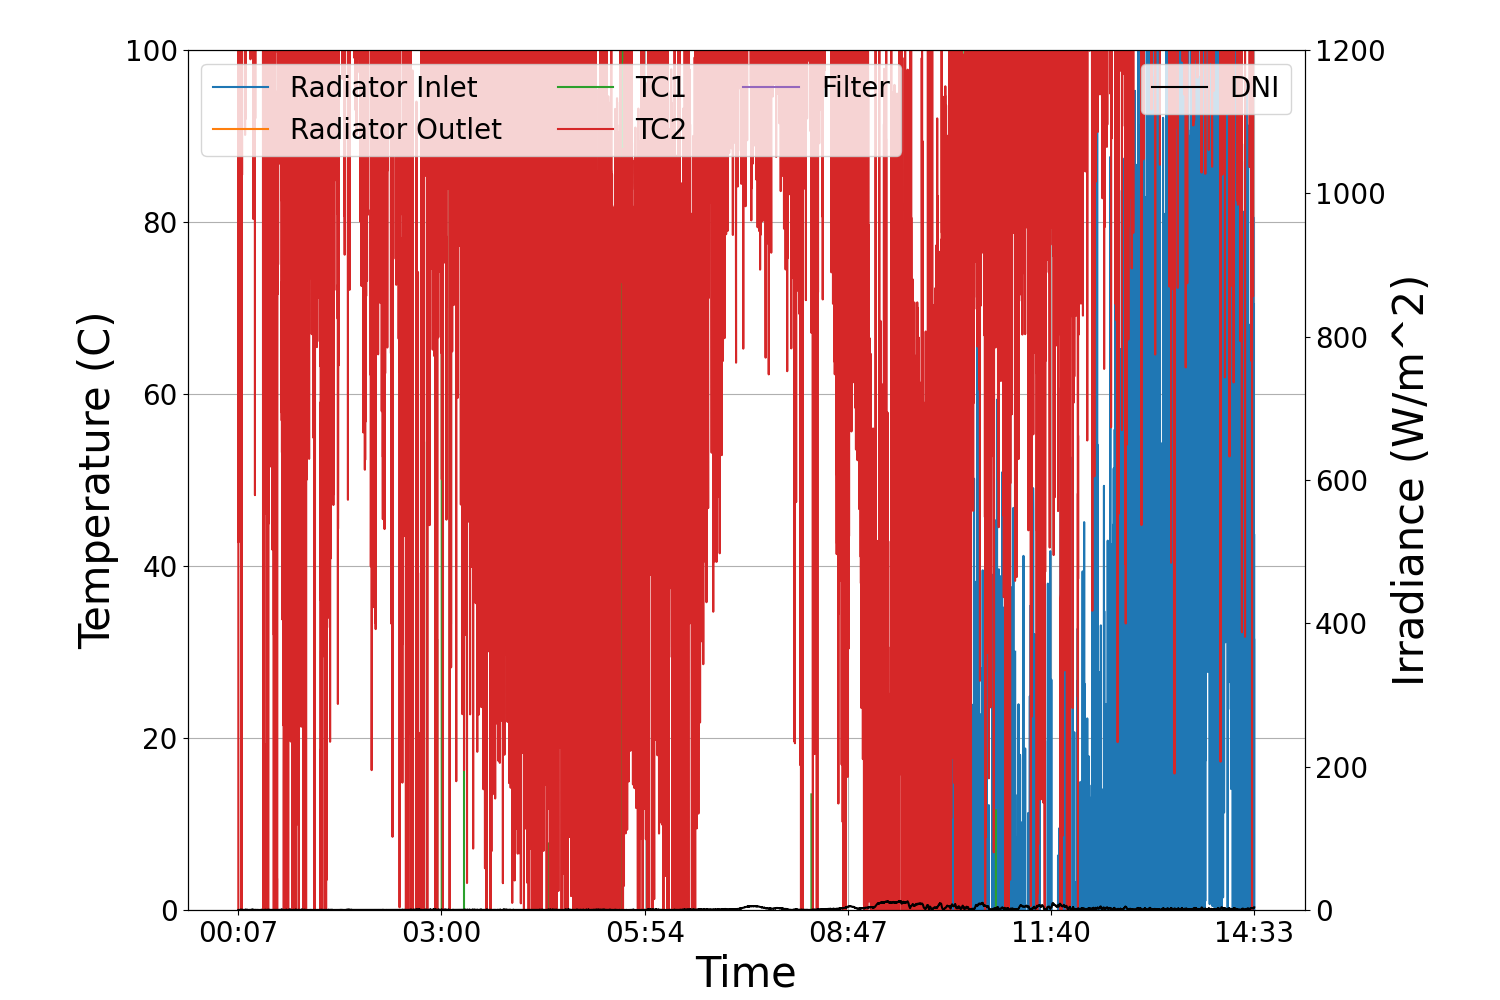 Radiator Inlet
Radiator Outlet
TC1
TC2
Filter
DNI
100
80
60
40
20
0
Temperature (C)
1200
1000
800
600
400
200
0
Irradiance (W/m^2)
00:07 03:00 05:54 08:47 11:40 14:33
Time